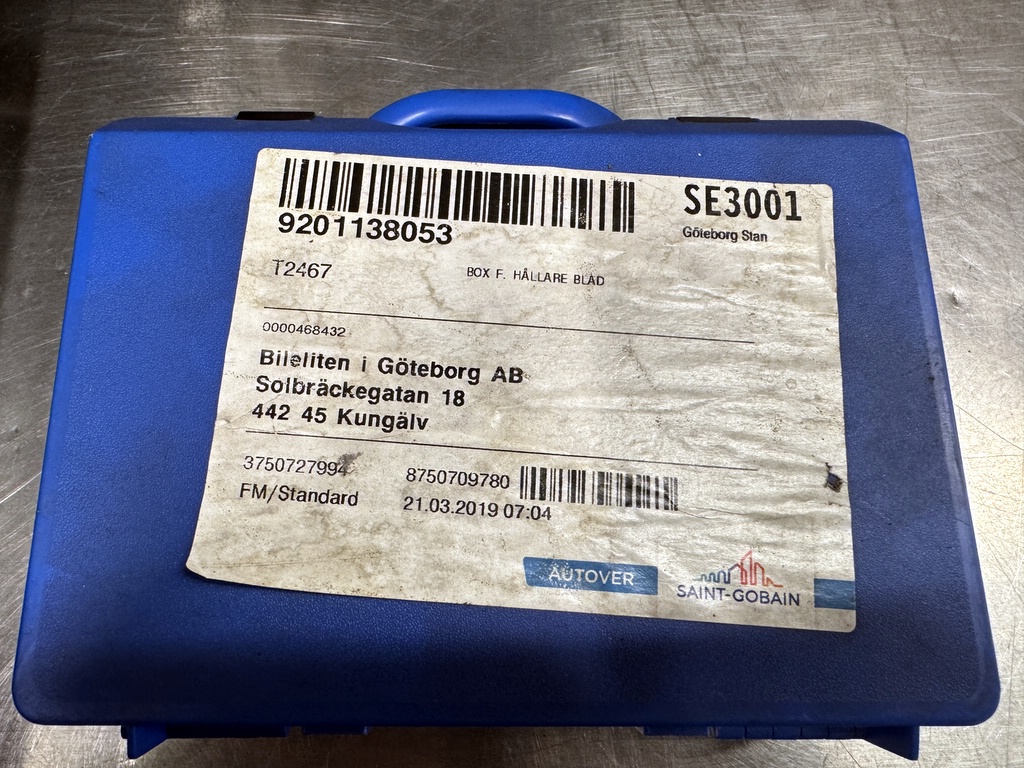 9201138053
SE3001
Göteborg Stan
T2467
BOX F. HÅLLARE BLAD
0000468432
Bileliten i Göteborg AB
Solbräckegatan 18
442 45 Kungälv
3750727994
8750709780
FM/Standard
21.03.2019 07:04
AUTOVER
SAINT-GOBAIN